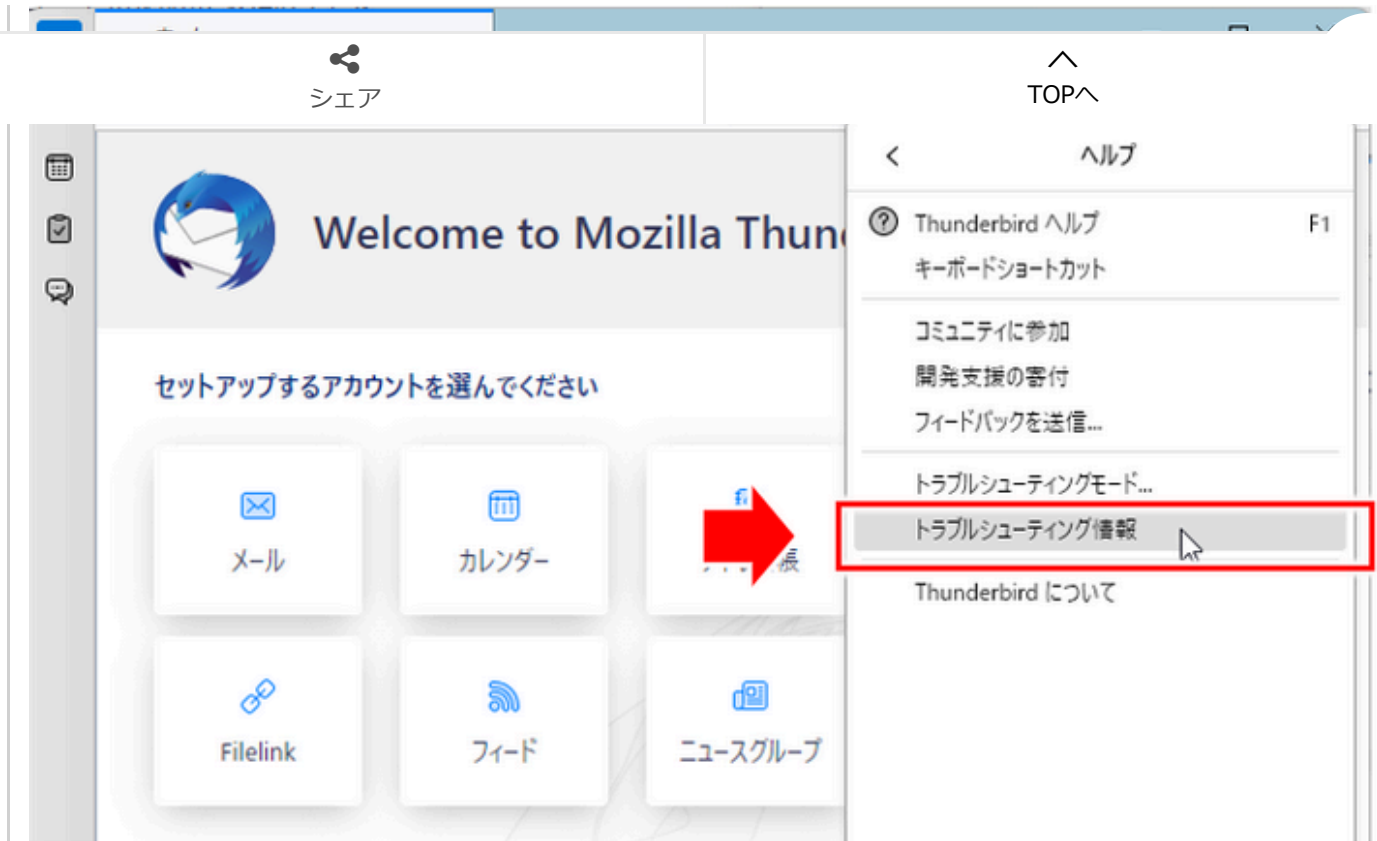 シェア
TOPへ
ヘルプ
Welcome to Mozilla Thun
Thunderbird ヘルプ F1
キーボードショートカット
コミュニティに参加
開発支援の寄付
フィードバックを送信...
セットアップするアカウントを選んでください
トラブルシューティングモード...
トラブルシューティング情報
Thunderbird について
メール
カレンダー
帳
Filelink
フィード
ニュースグループ